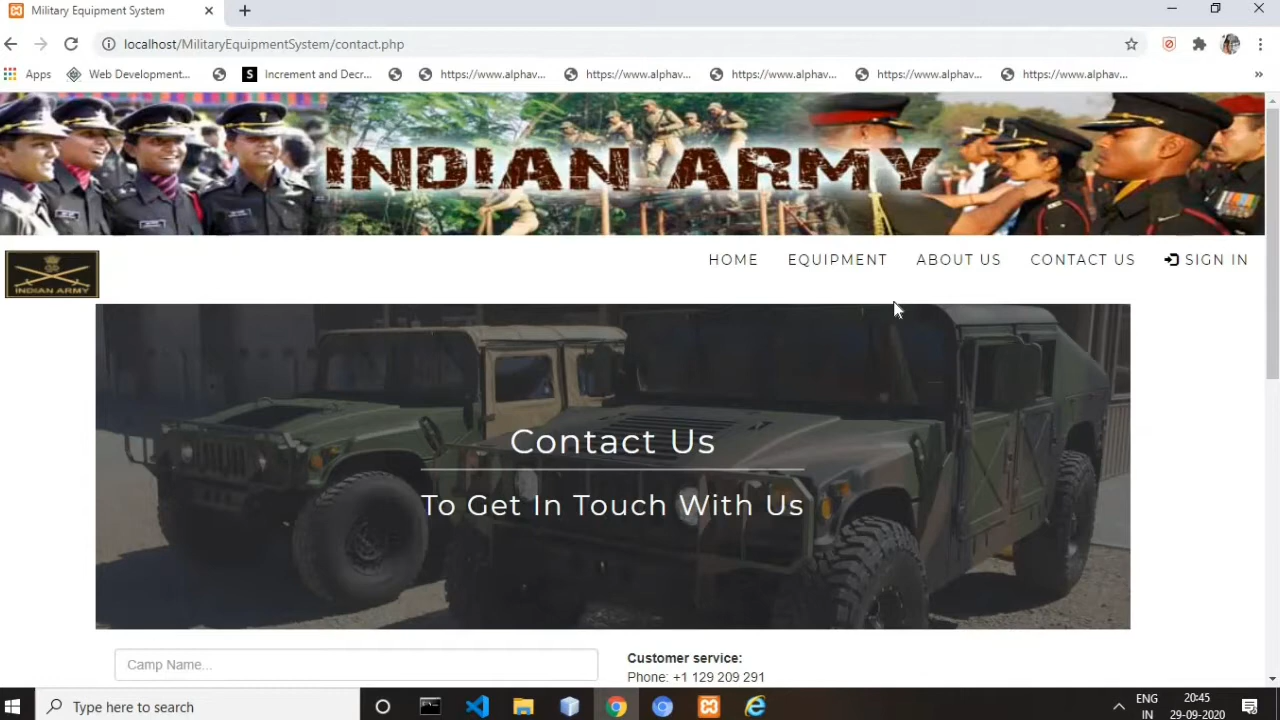 Military Equipment System
localhost/MilitaryEquipmentSystem/contact.php
Apps Web Development... S Increment and Decr... https://www.alphav... https://www.alphav... https://www.alphav... https://www.alphav... https://www.alphav... »
INDIAN ARMY
INDIAN ARMY
HOME EQUIPMENT ABOUT US CONTACT US SIGN IN
Contact Us
To Get In Touch With Us
Camp Name...
Customer service:
Phone: +1 129 209 291
Type here to search
ENG
IN
20:45
29-09-2020